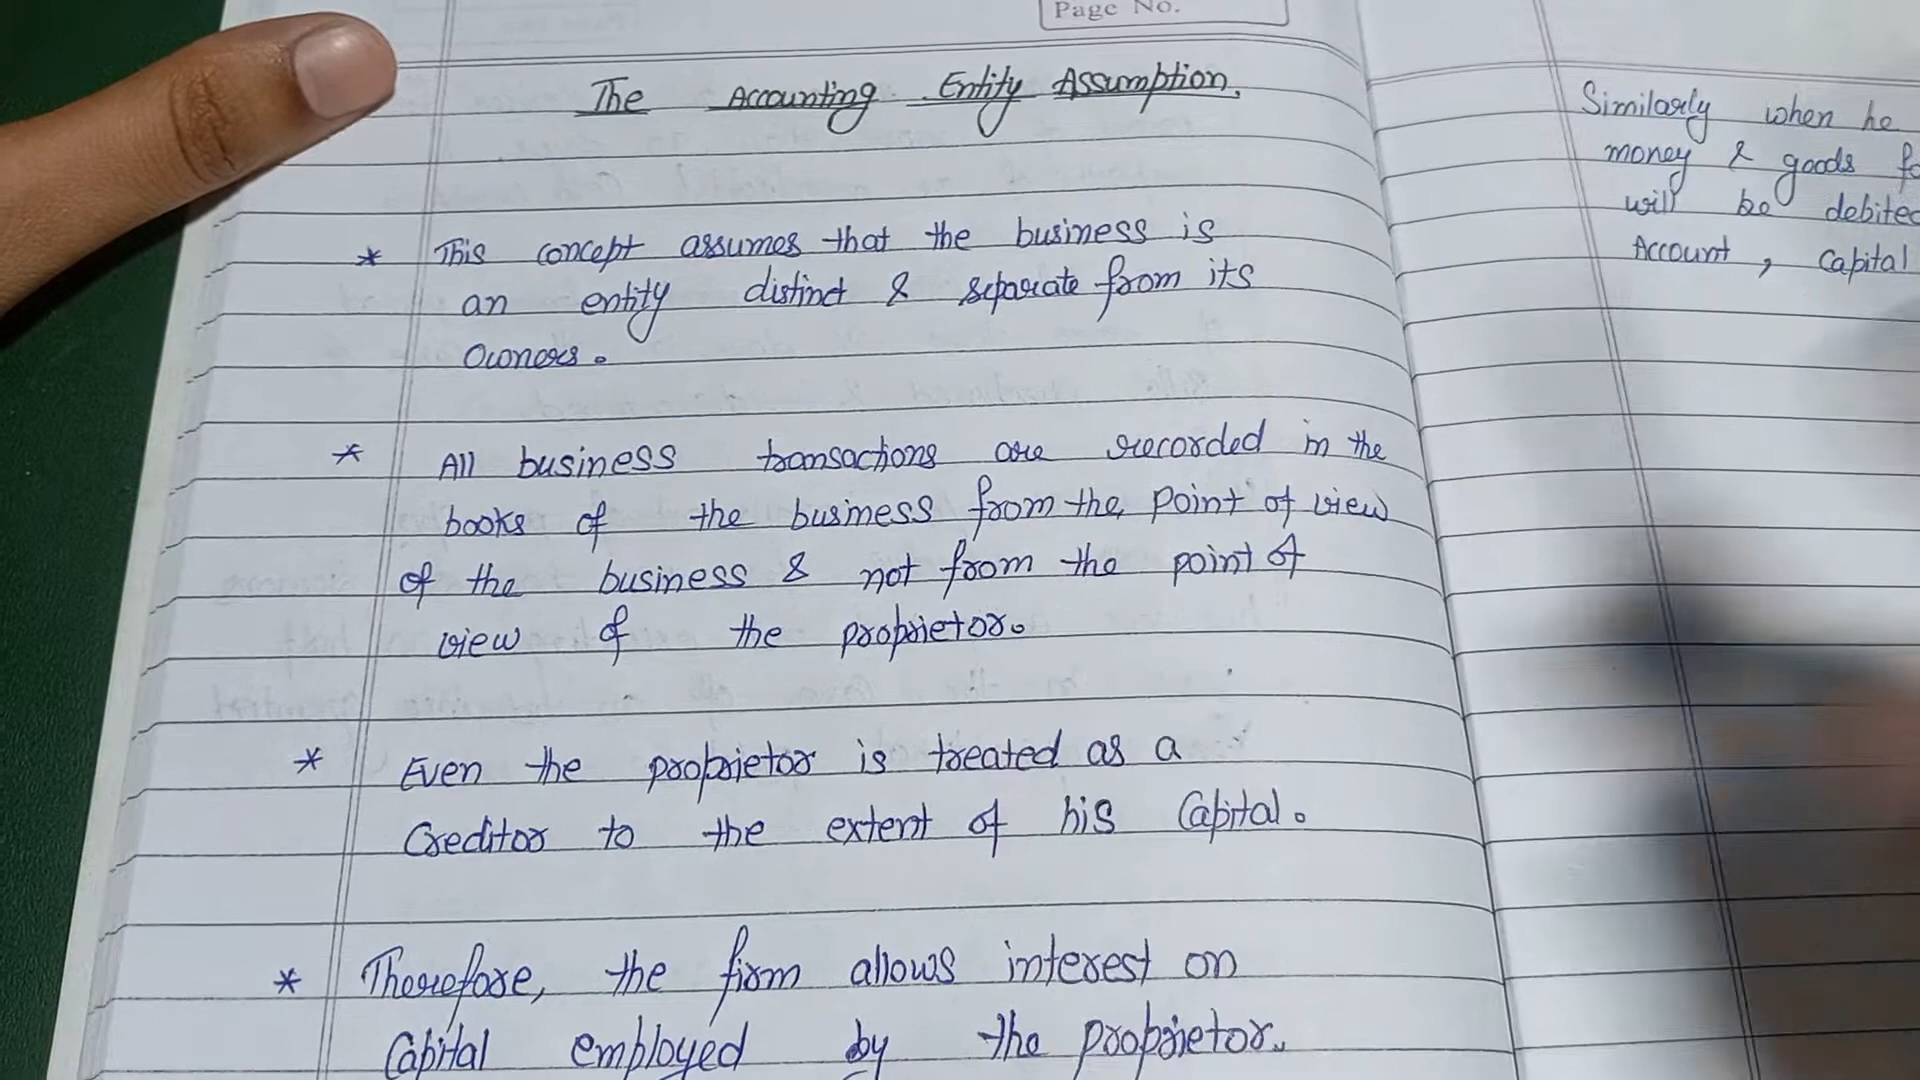 Page No.
The Accounting Entity Assumption.
* This concept assumes that the business is
an entity distinct & separate from its
Owners.
* All business transactions are recorded in the
books of the business from the point of view
of the business & not from the point of
view of the proprietor.
* Even the proprietor is treated as a
Creditor to the extent of his Capital.
* Therefore, the firm allows interest on
Capital employed by the proprietor.
Similarly when he
money & goods
will be debited
Account, Capital